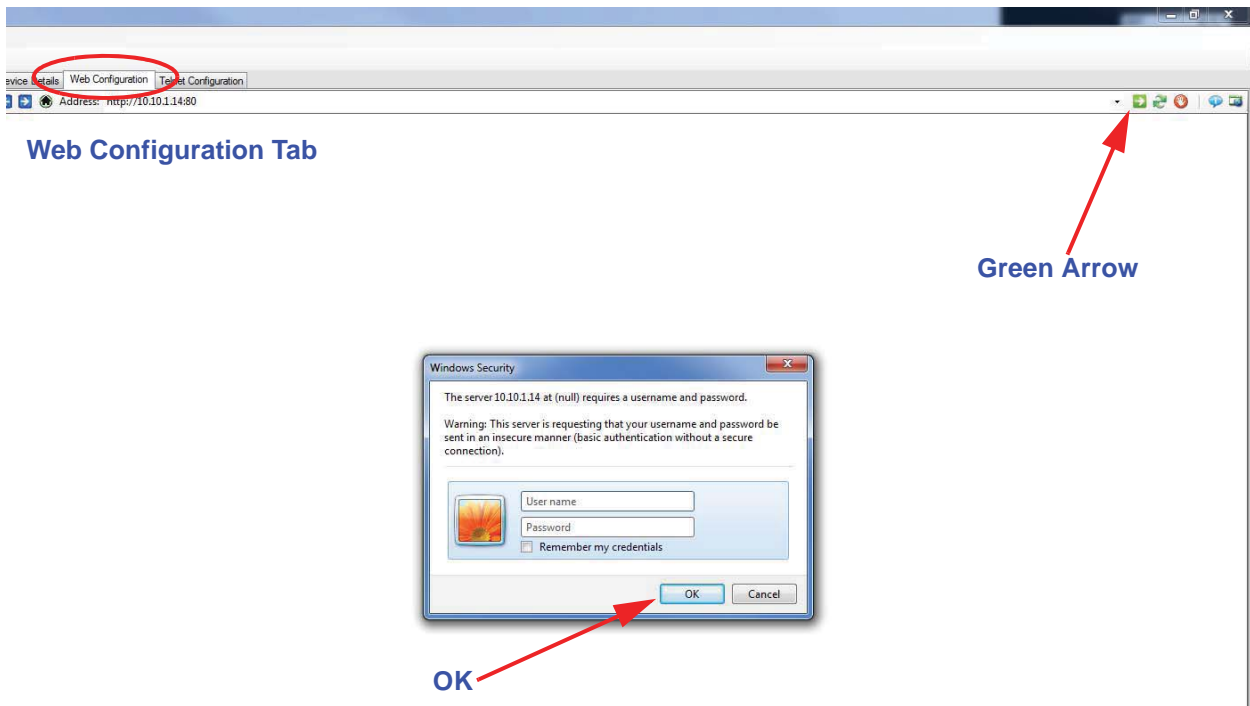 evice Details Web Configuration Telnet Configuration
Address: http://10.10.1.14:80
Web Configuration Tab
Green Arrow
Windows Security
The server 10.10.1.14 at (null) requires a username and password.
Warning: This server is requesting that your username and password be
sent in an insecure manner (basic authentication without a secure
connection).
User name
Password
Remember my credentials
OK Cancel
OK